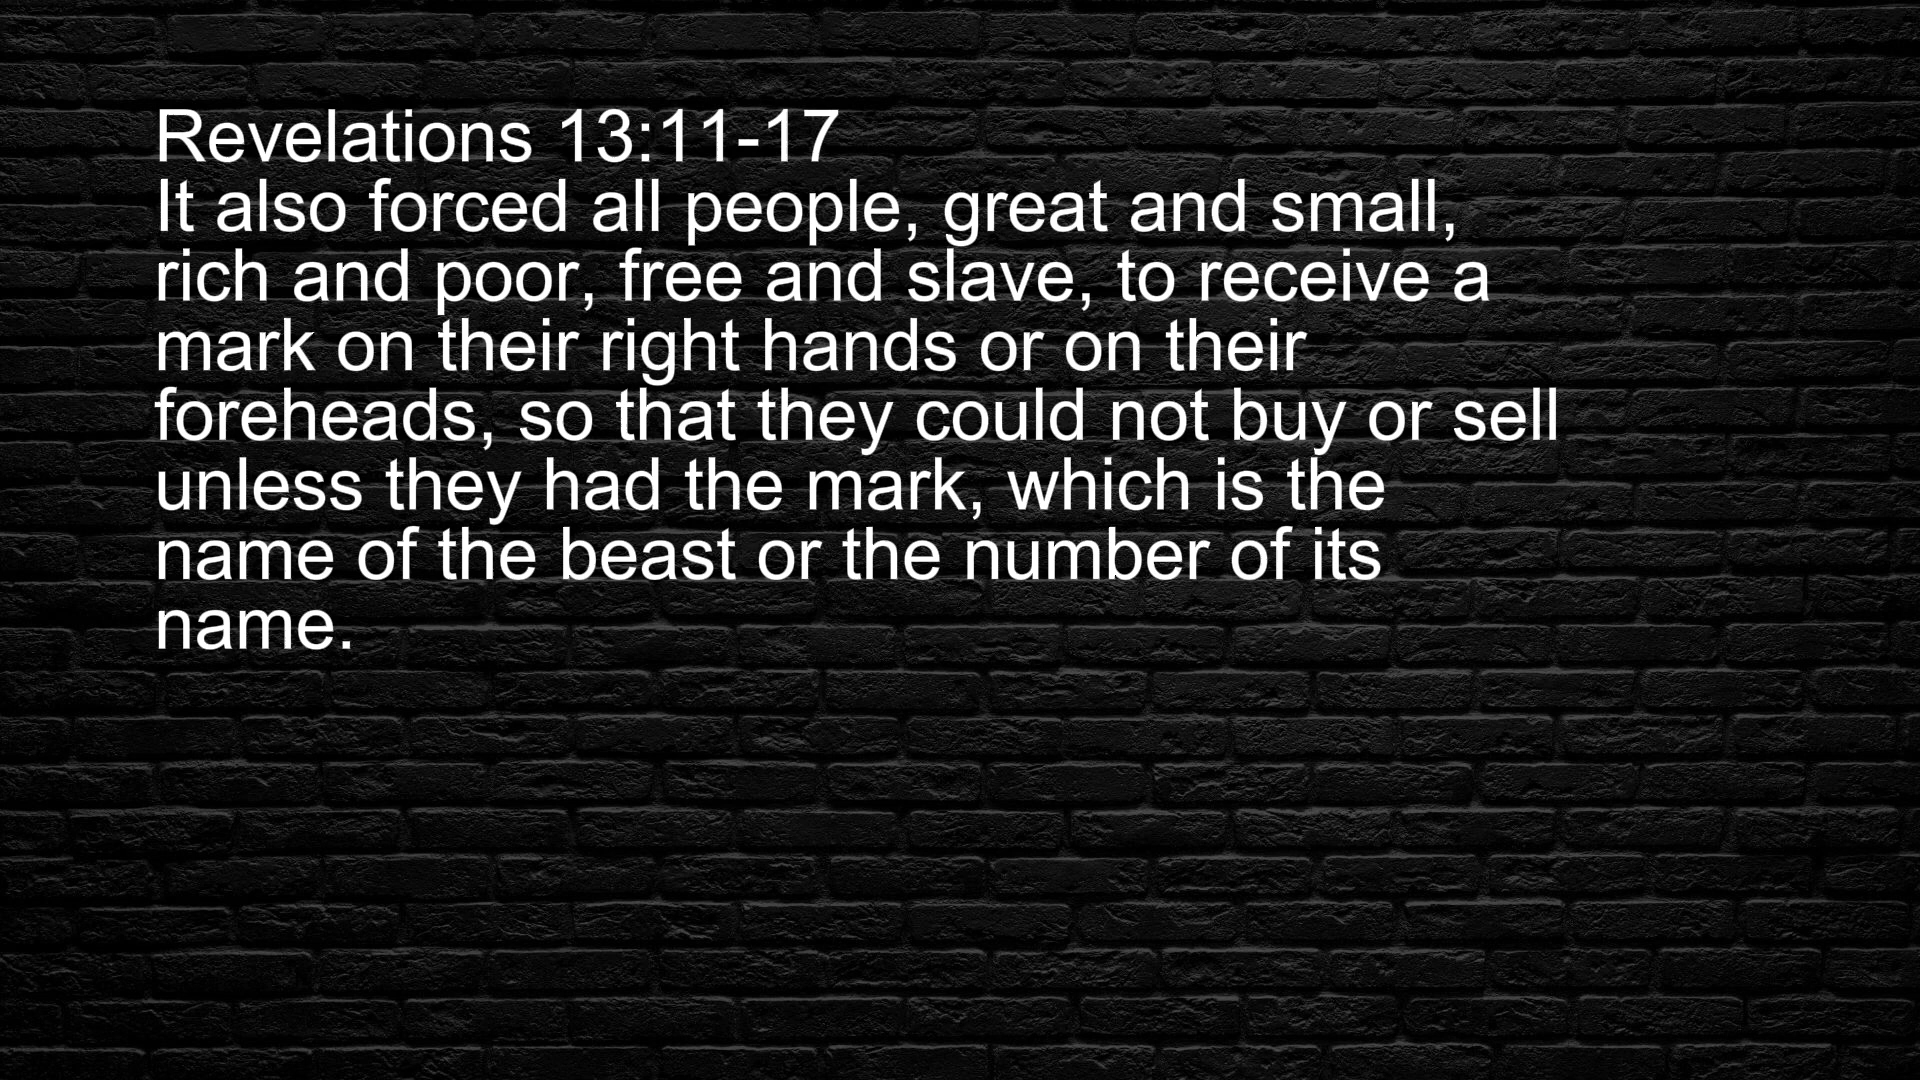 Revelations 13:11-17
It also forced all people, great and small,
rich and poor, free and slave, to receive a
mark on their right hands or on their
foreheads, so that they could not buy or sell
unless they had the mark, which is the
name of the beast or the number of its
name.